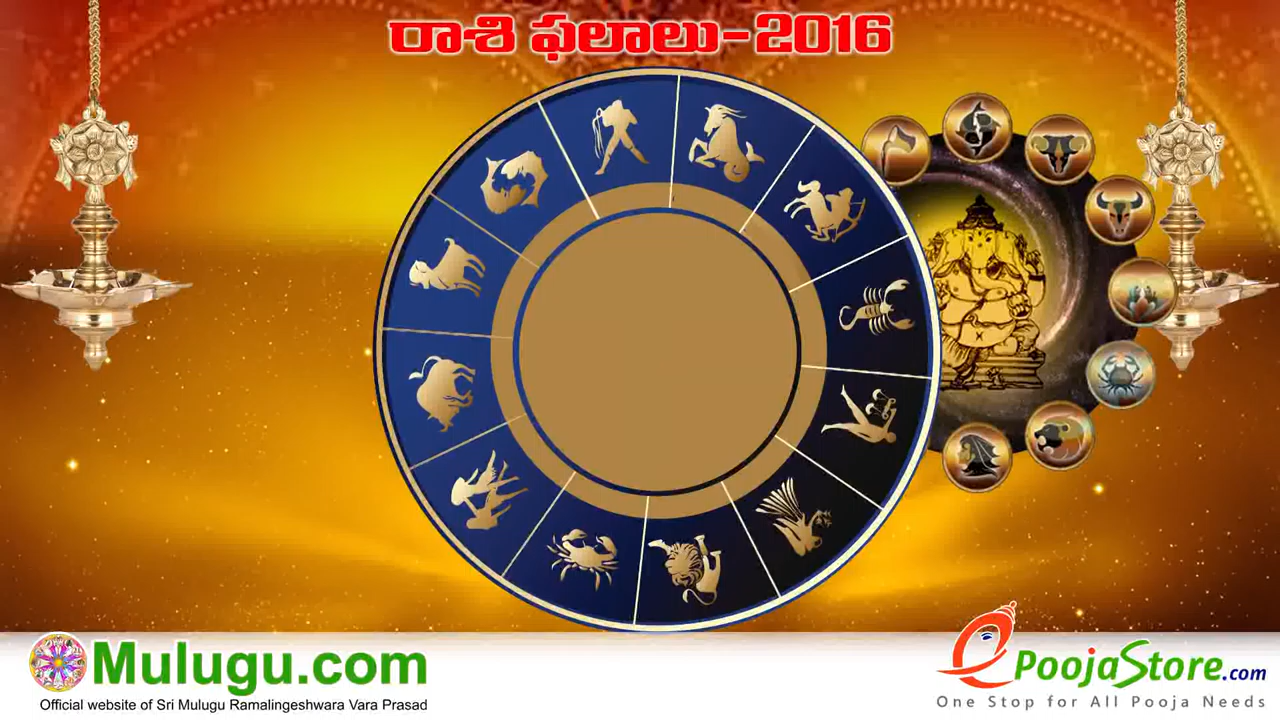 రాశి ఫలాలు-2016
Mulugu.com
Official website of Sri Mulugu Ramalingeshwara Vara Prasad
ePoojaStore.com
One Stop for All Pooja Needs